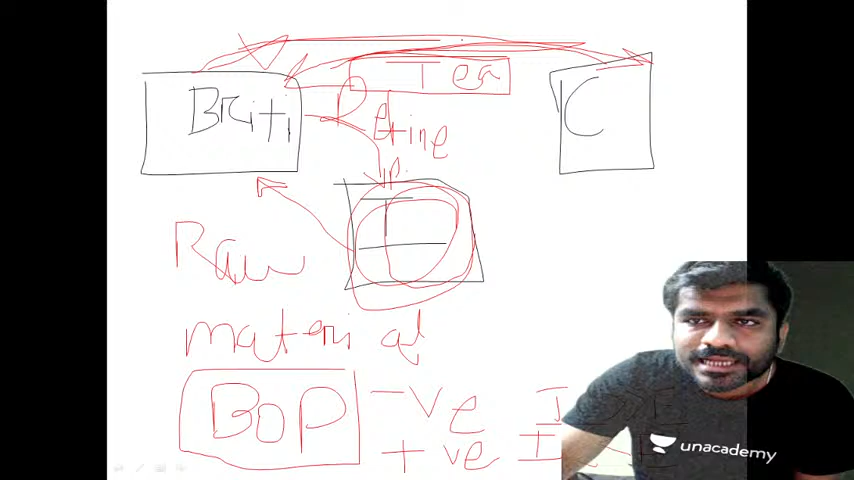 Tea
Briti C
Refine
P.
I
Raw
material
BOP -ve I
+ve I < E
unacademy